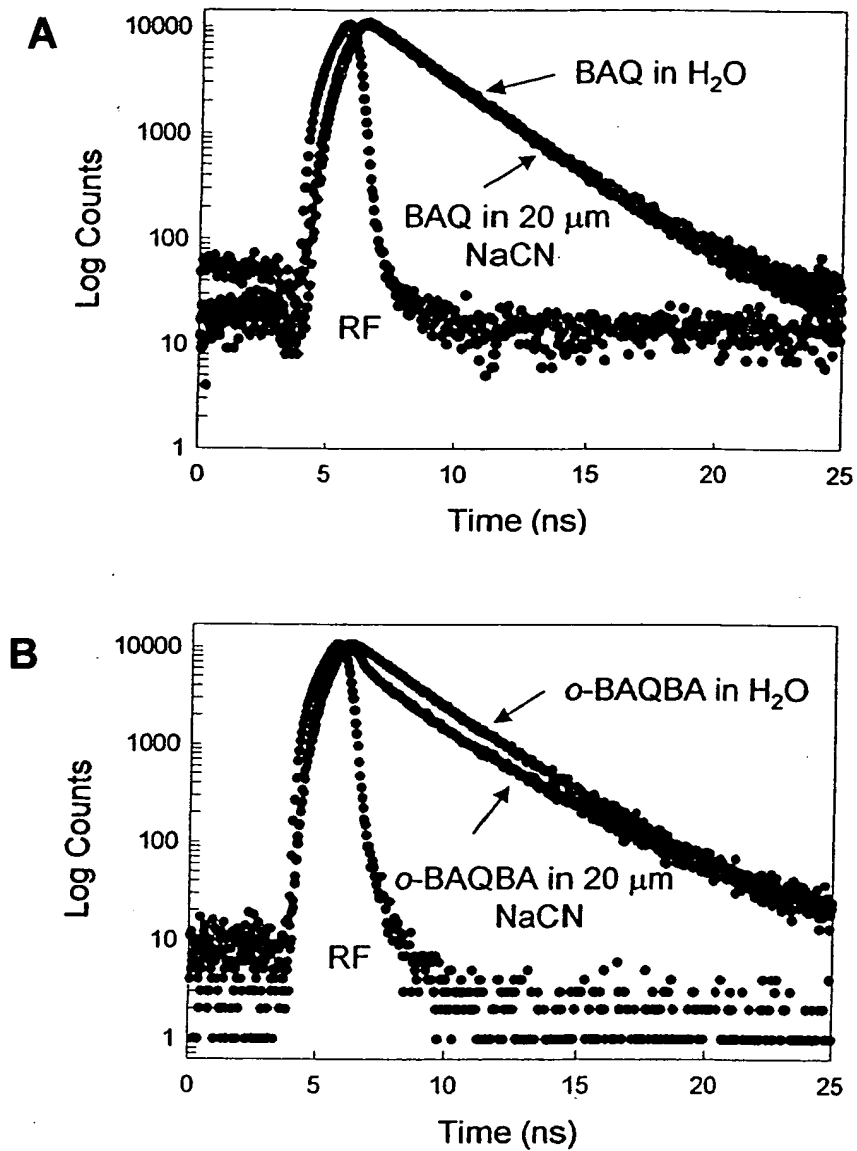 A
10000
1000
100
10
1
Log Counts
BAQ in H₂O
BAQ in 20 μm
NaCN
RF
0 5 10 15 20 25
Time (ns)
B
10000
1000
100
10
1
Log Counts
o-BAQBA in H₂O
o-BAQBA in 20 μm
NaCN
RF
0 5 10 15 20 25
Time (ns)